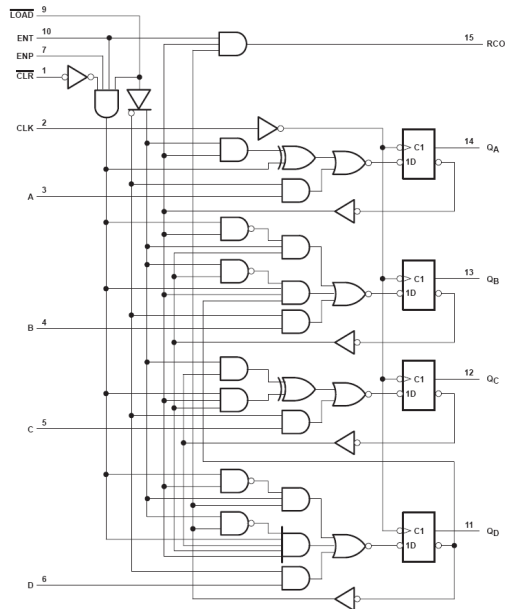 LOAD 9
ENT 10
ENP 7
CLR 1
15 RCO
CLK 2
C1
1D
14 QA
A 3
C1
1D
13 QB
B 4
C1
1D
12 QC
C 5
C1
1D
11 QD
D 6